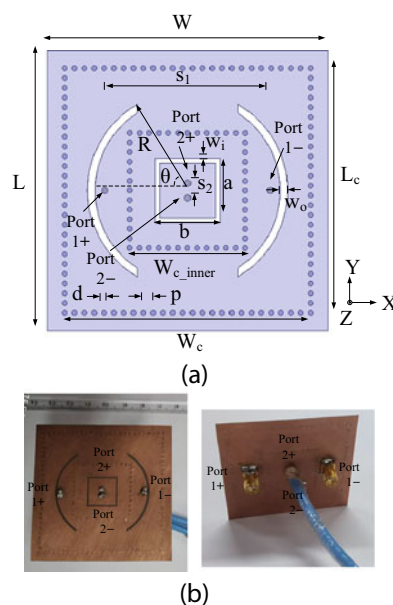 W
s1
Port
2+
wi
Port
1−
R
θ
s2
a
L
Lc
wo
Port
1+
b
Port
2−
Wc_inner
d
p
Y
X
Z
Wc
(a)
Port
2+
Port
1+
Port
1−
Port
2−
Port
2+
Port
1+
Port
1−
Port
2−
(b)